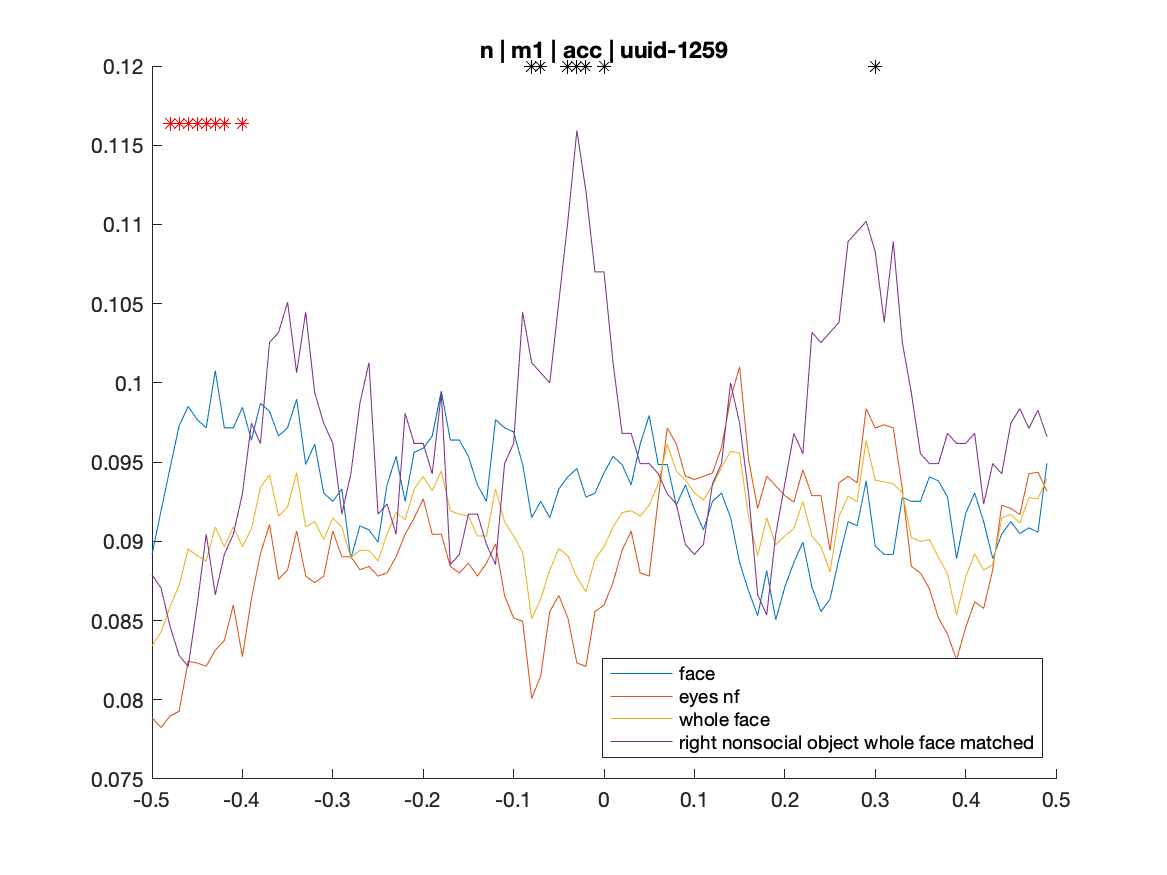 n | m1 | acc | uuid-1259
0.12
0.115
0.11
0.105
0.1
0.095
0.09
0.085
0.08
0.075
face
eyes nf
whole face
right nonsocial object whole face matched
-0.5 -0.4 -0.3 -0.2 -0.1 0 0.1 0.2 0.3 0.4 0.5